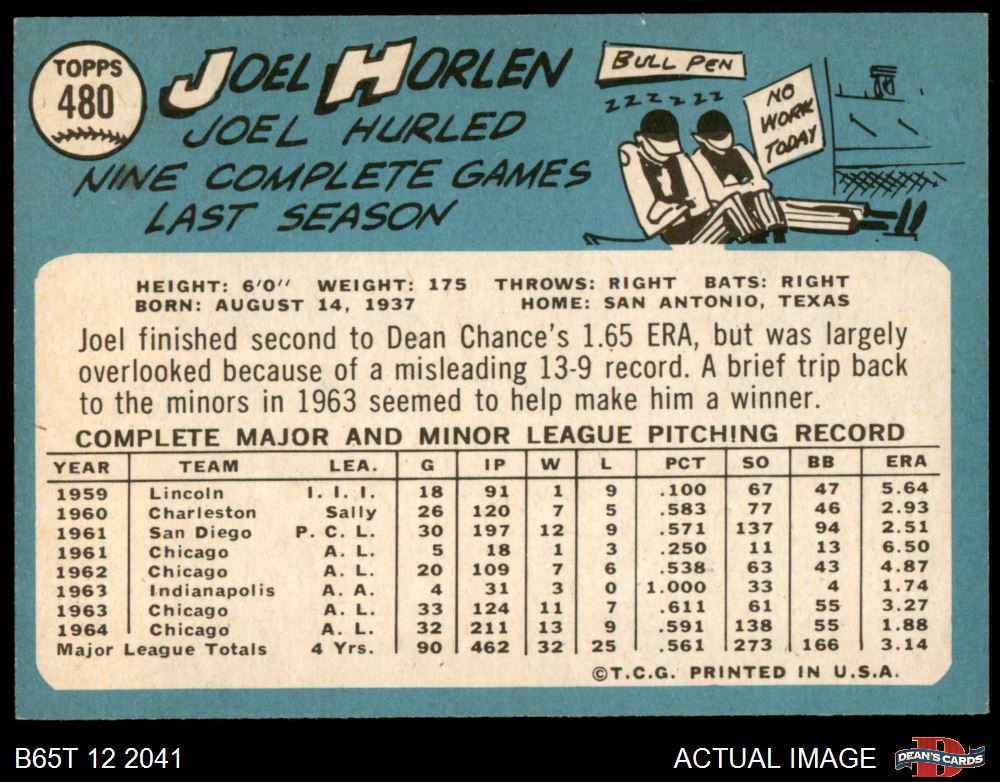 TOPPS
480
JOEL HORLEN
JOEL HURLED
NINE COMPLETE GAMES
LAST SEASON
BULL PEN
ZZZZZZ
NO
WORK
TODAY
HEIGHT: 6'0" WEIGHT: 175 THROWS: RIGHT BATS: RIGHT
BORN: AUGUST 14, 1937 HOME: SAN ANTONIO, TEXAS
Joel finished second to Dean Chance's 1.65 ERA, but was largely
overlooked because of a misleading 13-9 record. A brief trip back
to the minors in 1963 seemed to help make him a winner.
COMPLETE MAJOR AND MINOR LEAGUE PITCHING RECORD
YEAR TEAM LEA. G IP W L PCT SO BB ERA
1959 Lincoln I. I. I. 18 91 1 9 .100 67 47 5.64
1960 Charleston Sally 26 120 7 5 .583 77 46 2.93
1961 San Diego P. C. L. 30 197 12 9 .571 137 94 2.51
1961 Chicago A. L. 5 18 1 3 .250 11 13 6.50
1962 Chicago A. L. 20 109 7 6 .538 63 43 4.87
1963 Indianapolis A. A. 4 31 3 0 1.000 33 4 1.74
1963 Chicago A. L. 33 124 11 7 .611 61 55 3.27
1964 Chicago A. L. 32 211 13 9 .591 138 55 1.88
Major League Totals 4 Yrs. 90 462 32 25 .561 273 166 3.14
©T.C.G. PRINTED IN U.S.A.
B65T 12 2041 ACTUAL IMAGE
D
DEAN'S CARDS